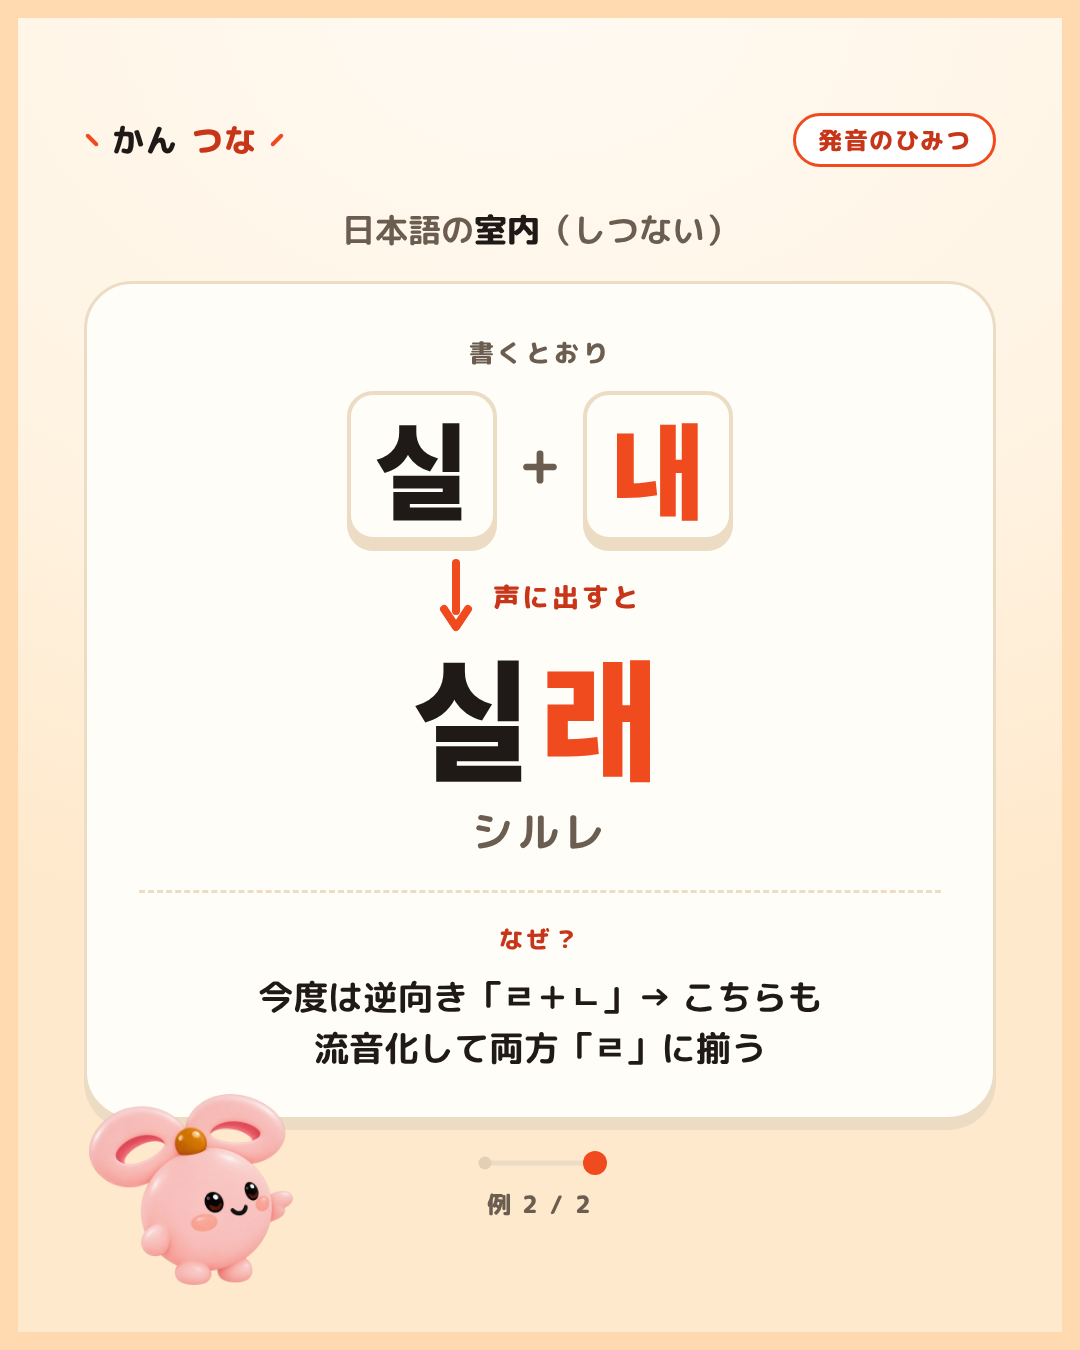 かん つな
発音のひみつ
日本語の室内（しつない）
書くとおり
실 + 내
声に出すと
실래
シルレ
なぜ？
今度は逆向き「ㄹ+ㄴ」→ こちらも
流音化して両方「ㄹ」に揃う
例 2 / 2